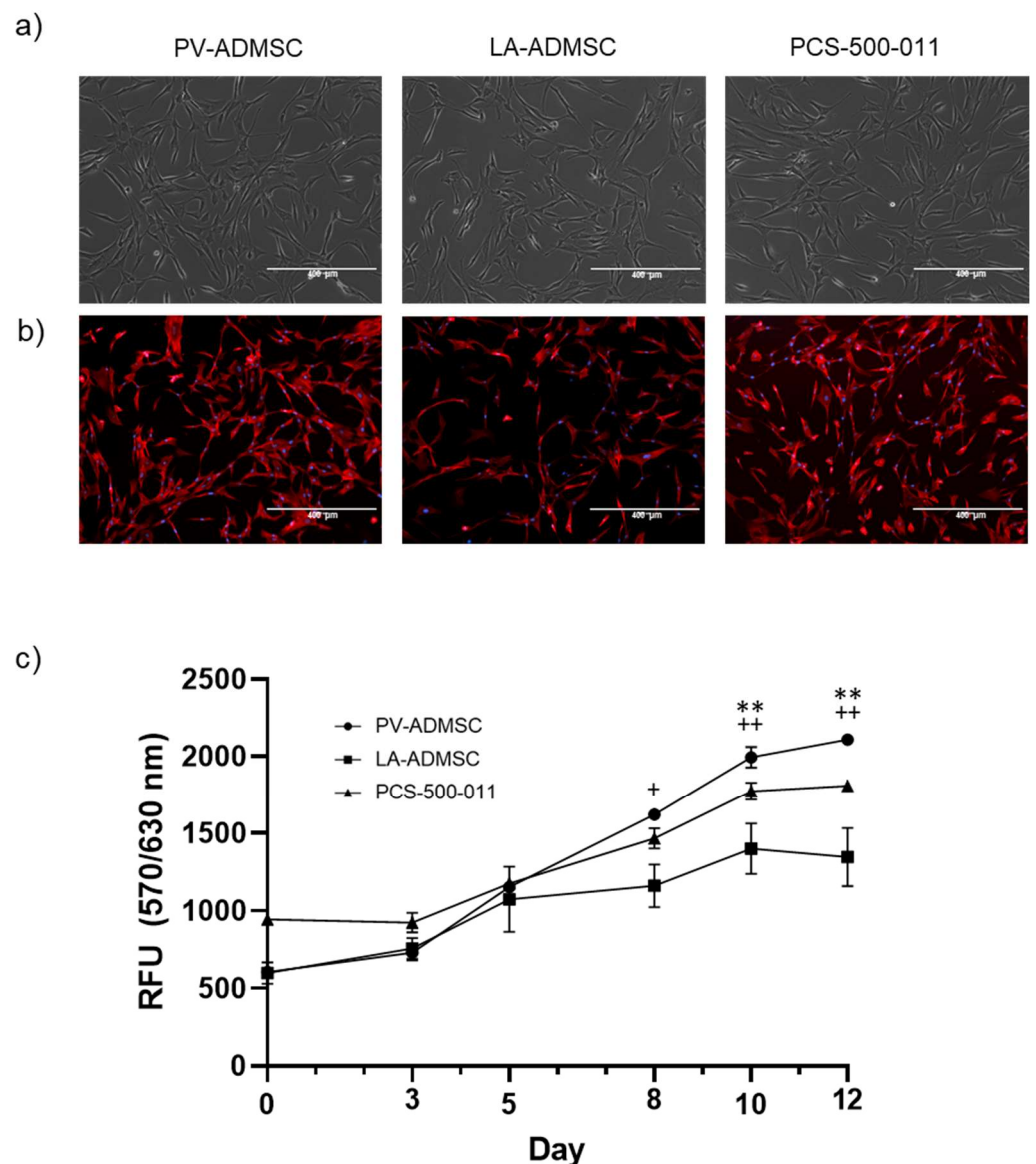 a)
PV-ADMSC LA-ADMSC PCS-500-011
400 µm 400 µm 400 µm
b)
400 µm 400 µm 400 µm
c)
2500
2000
1500
1000
500
0
RFU (570/630 nm)
PV-ADMSC
LA-ADMSC
PCS-500-011
+
**
++
**
++
0 3 5 8 10 12
Day